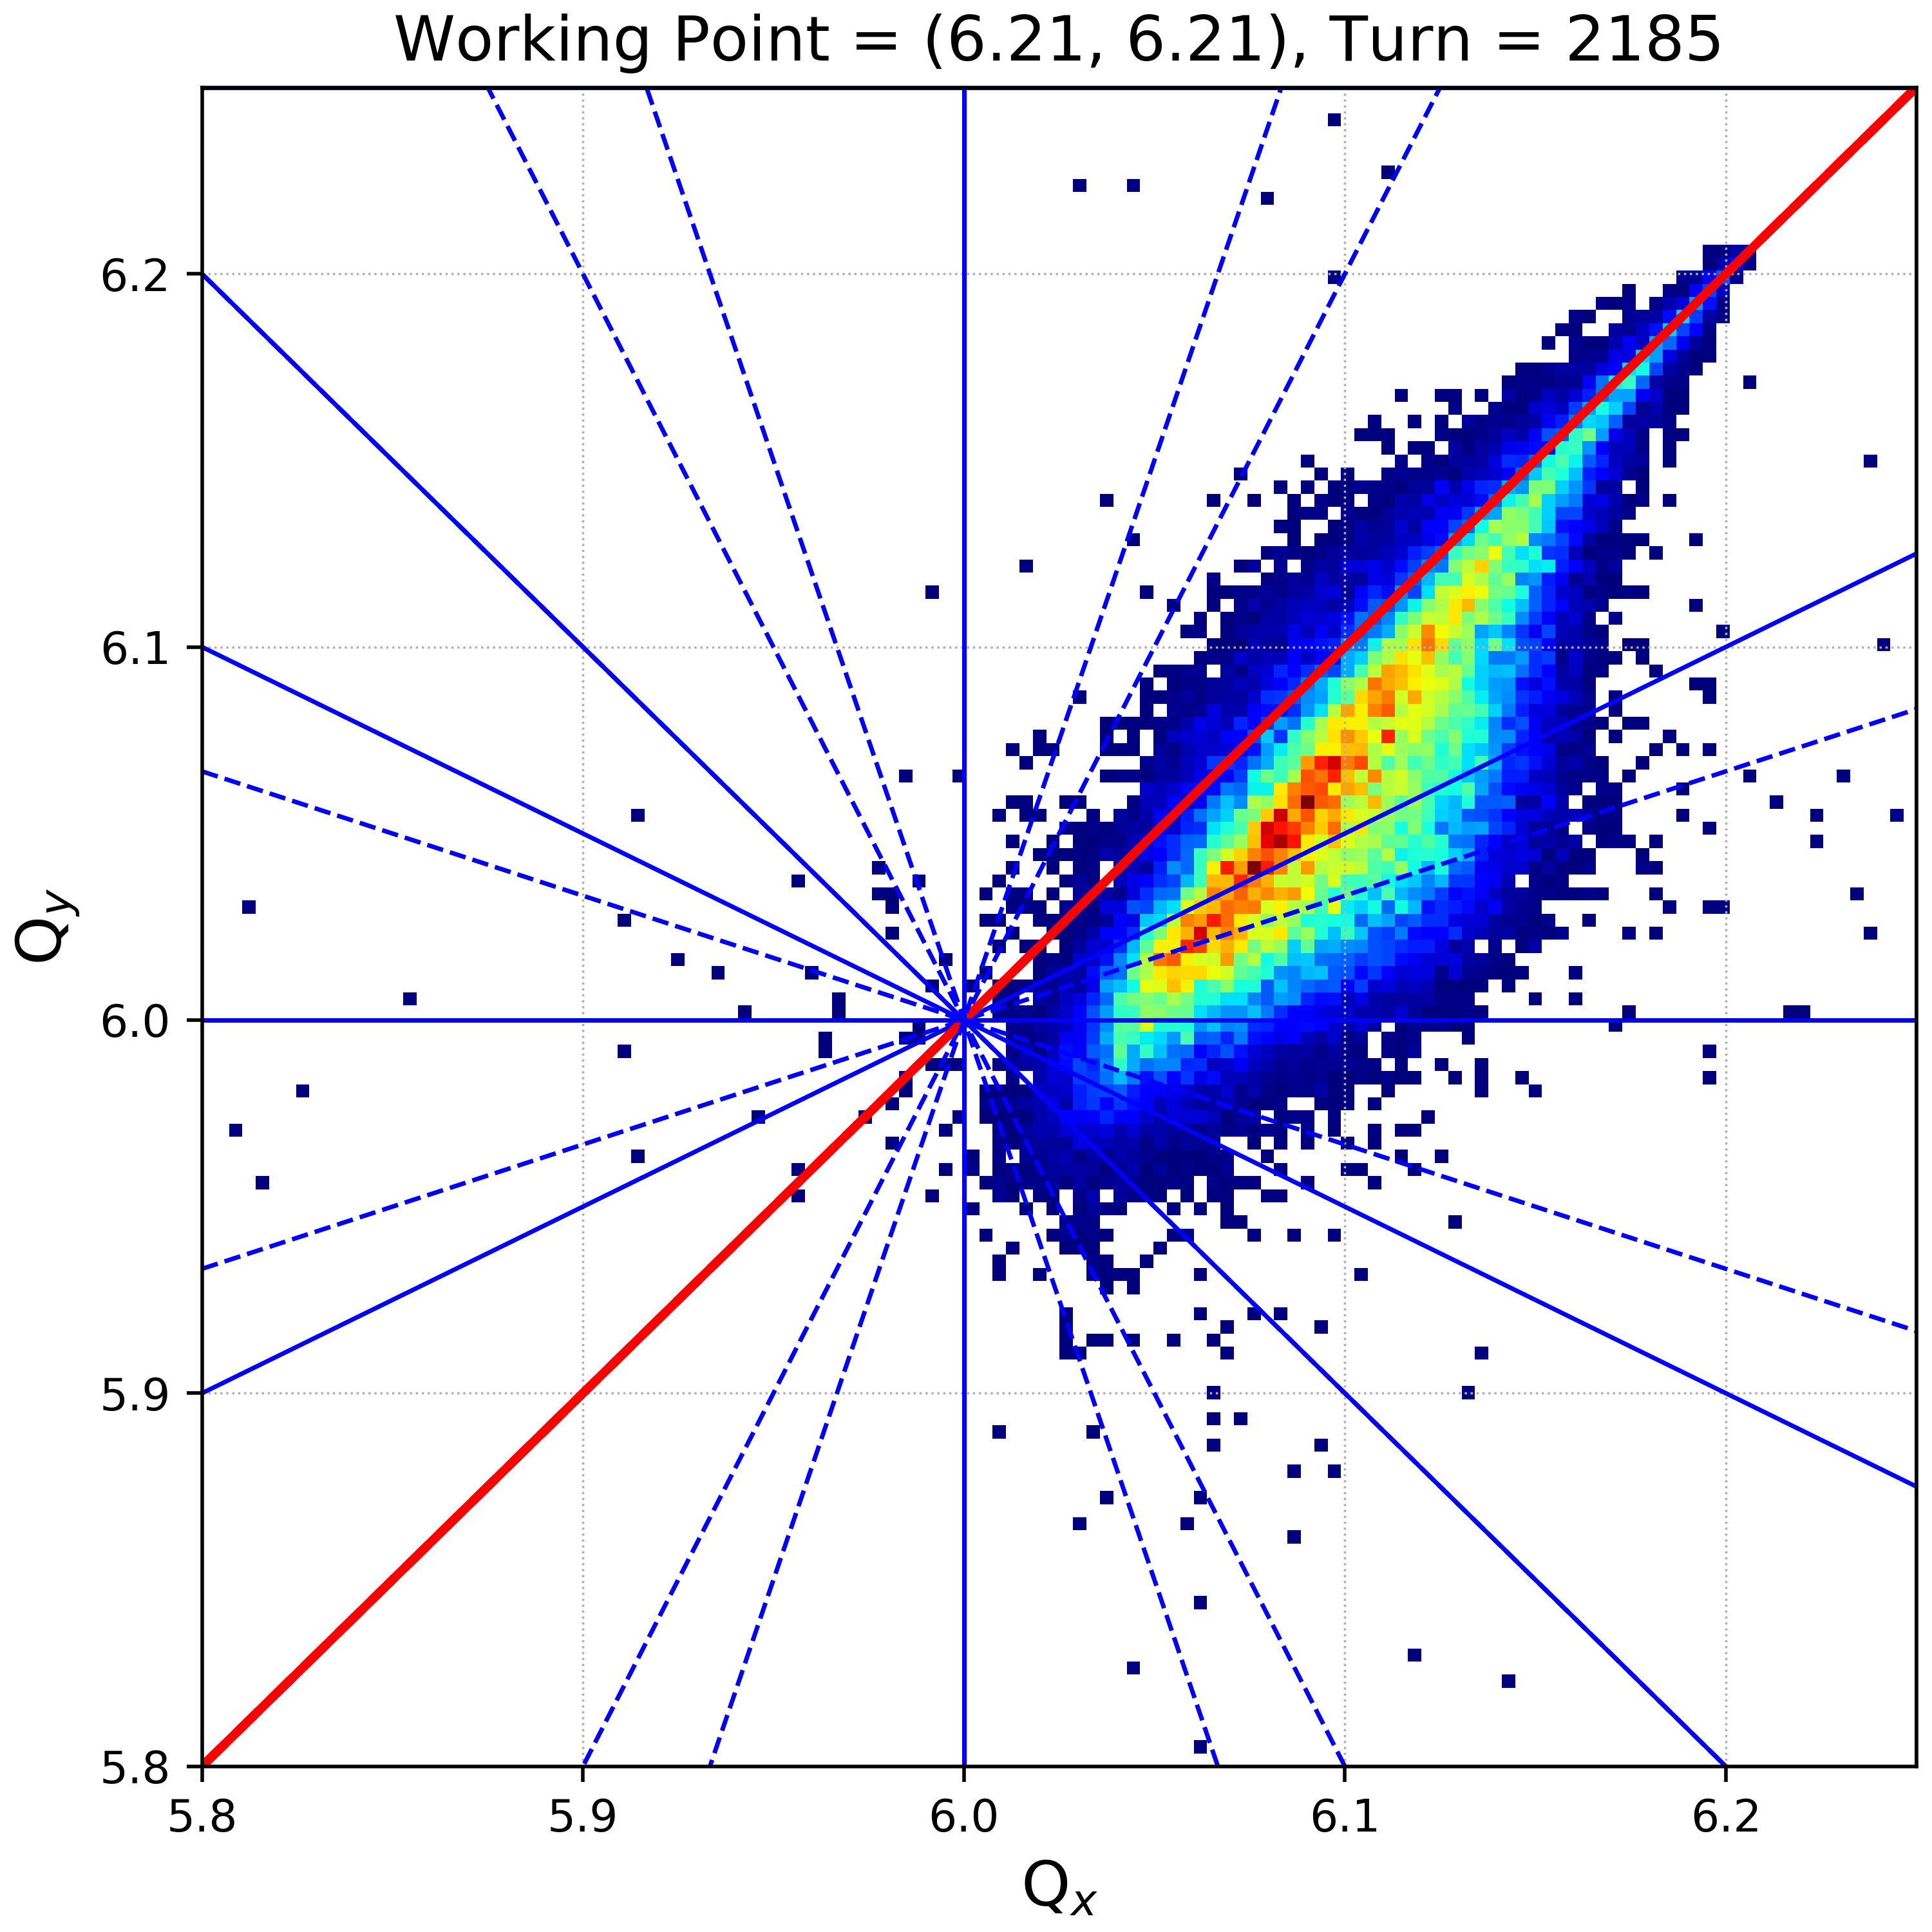 Working Point = (6.21, 6.21), Turn = 2185
6.2
6.1
6.0
5.9
5.8
Qy
5.8 5.9 6.0 6.1 6.2
Qx